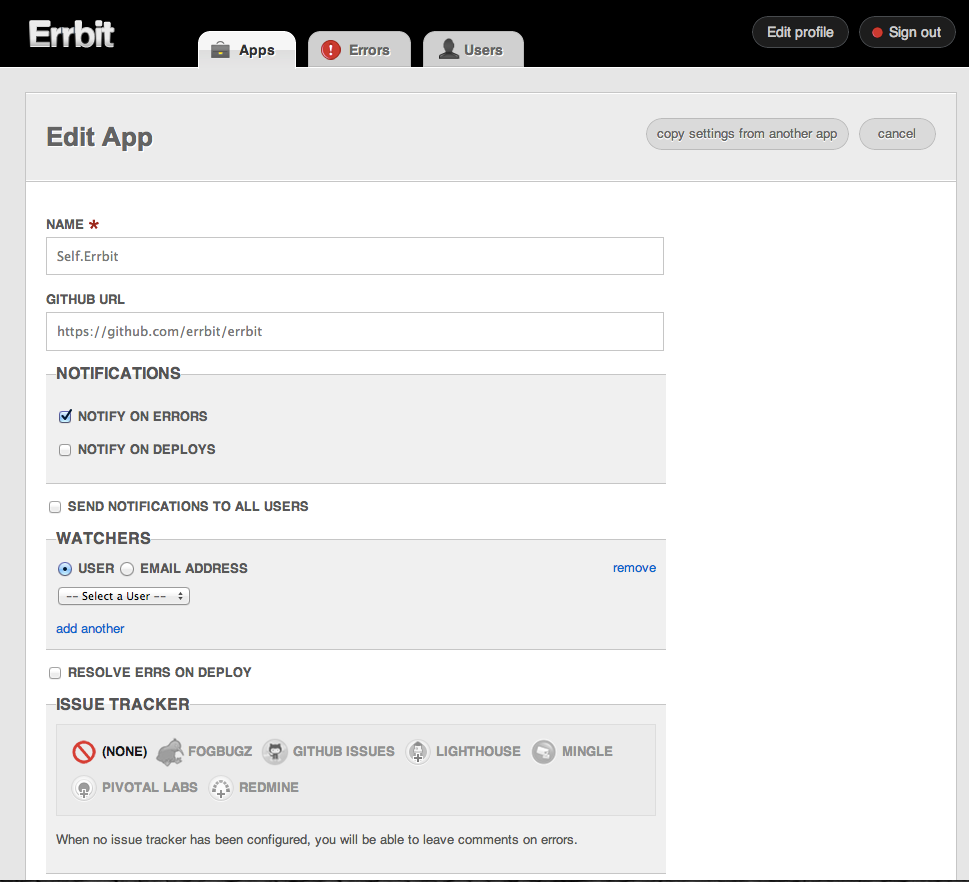 Errbit
Apps
Errors
Users
Edit profile
Sign out
Edit App
copy settings from another app
cancel
NAME *
Self.Errbit
GITHUB URL
https://github.com/errbit/errbit
NOTIFICATIONS
NOTIFY ON ERRORS
NOTIFY ON DEPLOYS
SEND NOTIFICATIONS TO ALL USERS
WATCHERS
USER EMAIL ADDRESS
remove
-- Select a User --
add another
RESOLVE ERRS ON DEPLOY
ISSUE TRACKER
(NONE) FOGBUGZ GITHUB ISSUES LIGHTHOUSE MINGLE
PIVOTAL LABS REDMINE
When no issue tracker has been configured, you will be able to leave comments on errors.